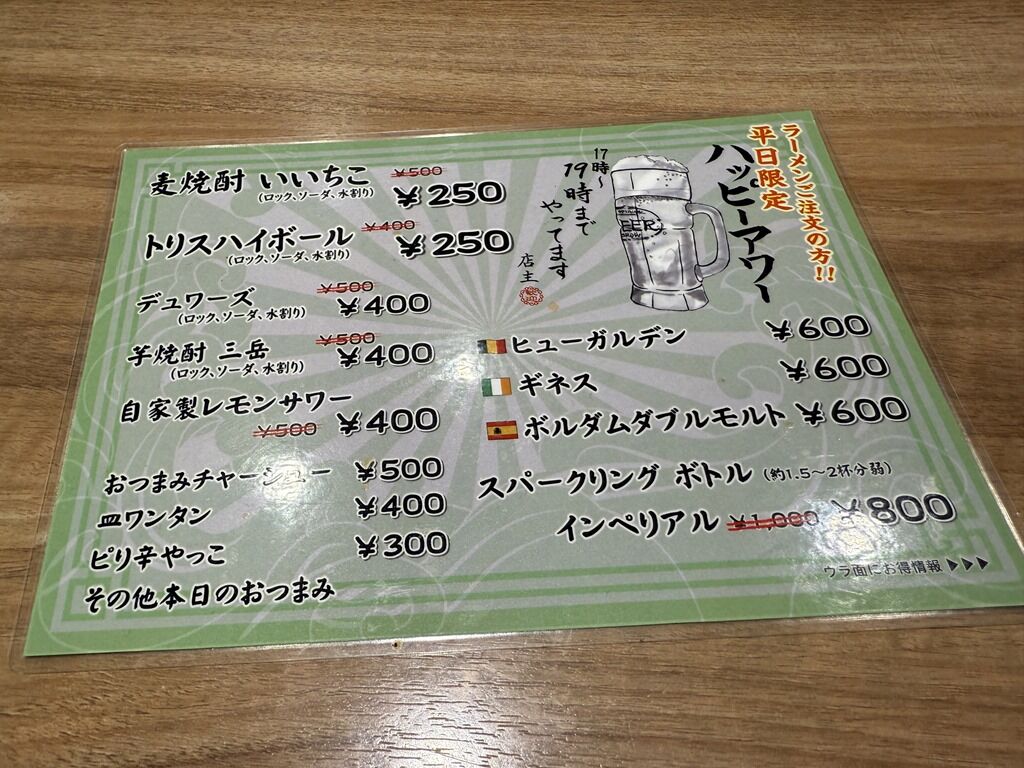 ラーメンご注文の方!!
平日限定
ハッピーアワー
17時〜
19時まで
やってます
店主
麦焼酎 いいちこ ¥500 ¥250
(ロック、ソーダ、水割り)
トリスハイボール ¥400 ¥250
(ロック、ソーダ、水割り)
デュワーズ ¥500 ¥400
(ロック、ソーダ、水割り)
芋焼酎 三岳 ¥500 ¥400
(ロック、ソーダ、水割り)
自家製レモンサワー
¥500 ¥400
おつまみチャーシュー ¥500
皿ワンタン ¥400
ピリ辛やっこ ¥300
その他本日のおつまみ
ヒューガルデン ¥600
ギネス ¥600
ボルダムダブルモルト ¥600
スパークリング ボトル (約1.5〜2杯分弱)
インペリアル ¥1,000 ¥800
ウラ面にお得情報 ▶▶▶